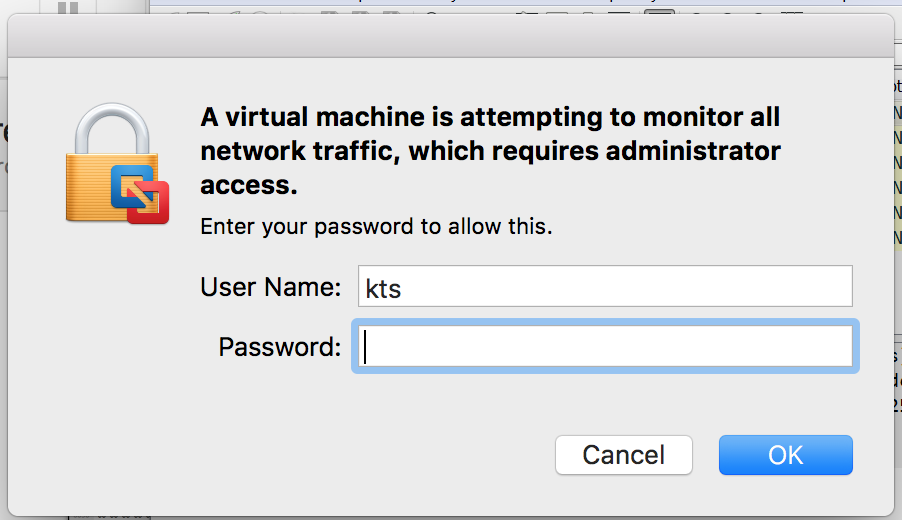 A virtual machine is attempting to monitor all
network traffic, which requires administrator
access.
Enter your password to allow this.
User Name: kts
Password:
Cancel OK